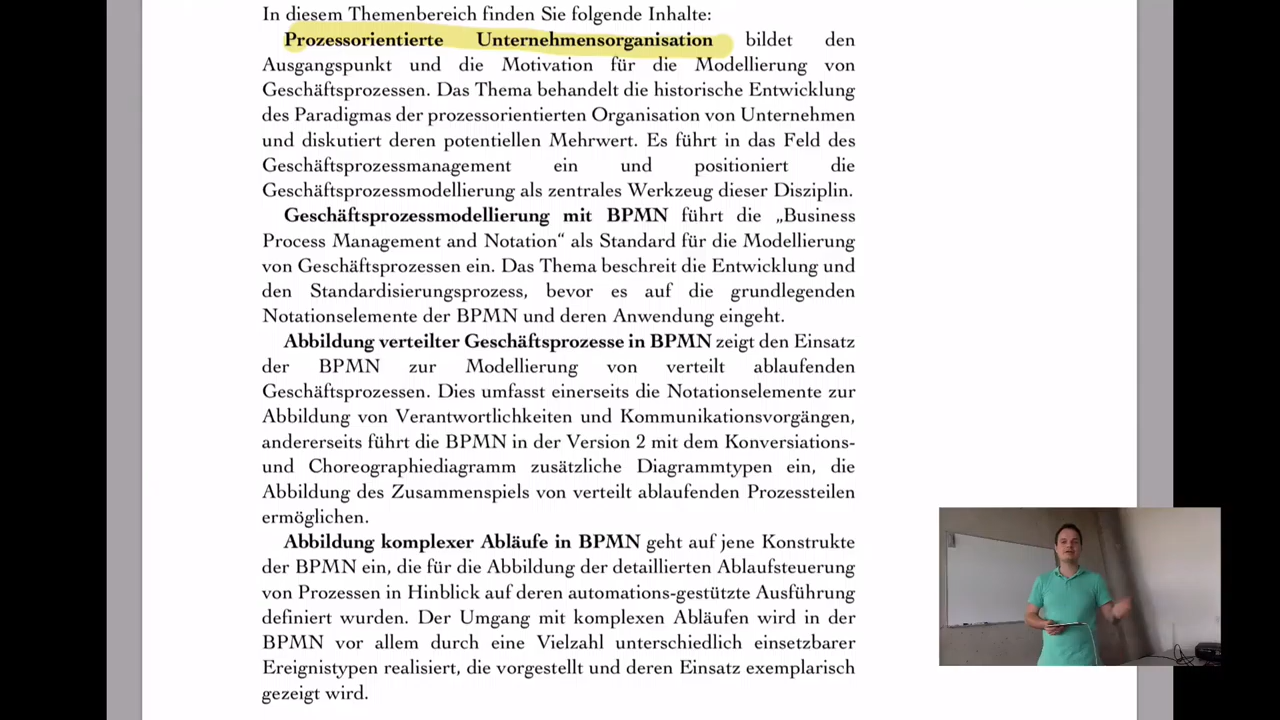 In diesem Themenbereich finden Sie folgende Inhalte:
Prozessorientierte Unternehmensorganisation bildet den
Ausgangspunkt und die Motivation für die Modellierung von
Geschäftsprozessen. Das Thema behandelt die historische Entwicklung
des Paradigmas der prozessorientierten Organisation von Unternehmen
und diskutiert deren potentiellen Mehrwert. Es führt in das Feld des
Geschäftsprozessmanagement ein und positioniert die
Geschäftsprozessmodellierung als zentrales Werkzeug dieser Disziplin.
Geschäftsprozessmodellierung mit BPMN führt die „Business
Process Management and Notation“ als Standard für die Modellierung
von Geschäftsprozessen ein. Das Thema beschreit die Entwicklung und
den Standardisierungsprozess, bevor es auf die grundlegenden
Notationselemente der BPMN und deren Anwendung eingeht.
Abbildung verteilter Geschäftsprozesse in BPMN zeigt den Einsatz
der BPMN zur Modellierung von verteilt ablaufenden
Geschäftsprozessen. Dies umfasst einerseits die Notationselemente zur
Abbildung von Verantwortlichkeiten und Kommunikationsvorgängen,
andererseits führt die BPMN in der Version 2 mit dem Konversiations-
und Choreographiediagramm zusätzliche Diagrammtypen ein, die
Abbildung des Zusammenspiels von verteilt ablaufenden Prozessteilen
ermöglichen.
Abbildung komplexer Abläufe in BPMN geht auf jene Konstrukte
der BPMN ein, die für die Abbildung der detaillierten Ablaufsteuerung
von Prozessen in Hinblick auf deren automations-gestützte Ausführung
definiert wurden. Der Umgang mit komplexen Abläufen wird in der
BPMN vor allem durch eine Vielzahl unterschiedlich einsetzbarer
Ereignistypen realisiert, die vorgestellt und deren Einsatz exemplarisch
gezeigt wird.